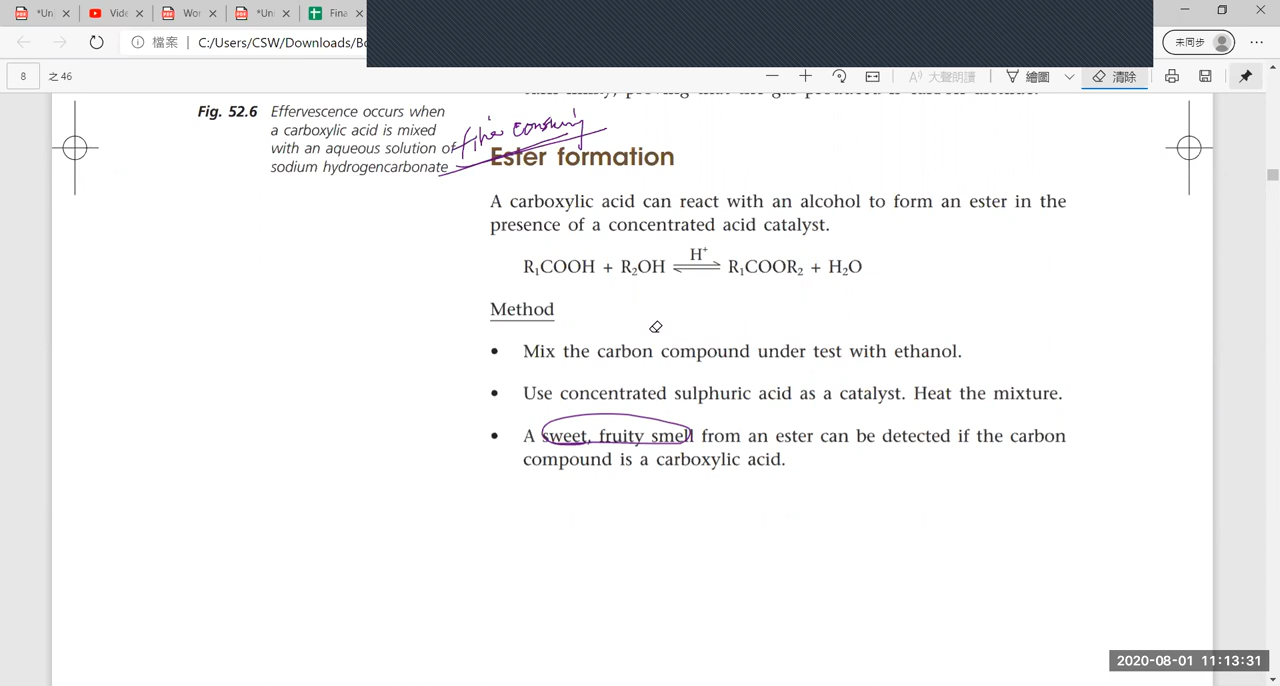 *Un
Vide
Wor
*Un
Fina
檔案
C:/Users/CSW/Downloads/Bo
未同步
8 之 46
大聲朗讀
繪圖
清除
Fig. 52.6 Effervescence occurs when
a carboxylic acid is mixed
with an aqueous solution of
sodium hydrogencarbonate
Ester formation
A carboxylic acid can react with an alcohol to form an ester in the
presence of a concentrated acid catalyst.
R₁COOH + R₂OH ⇌ R₁COOR₂ + H₂O
H⁺
Method
• Mix the carbon compound under test with ethanol.
• Use concentrated sulphuric acid as a catalyst. Heat the mixture.
• A sweet, fruity smell from an ester can be detected if the carbon
compound is a carboxylic acid.
2020-08-01 11:13:31